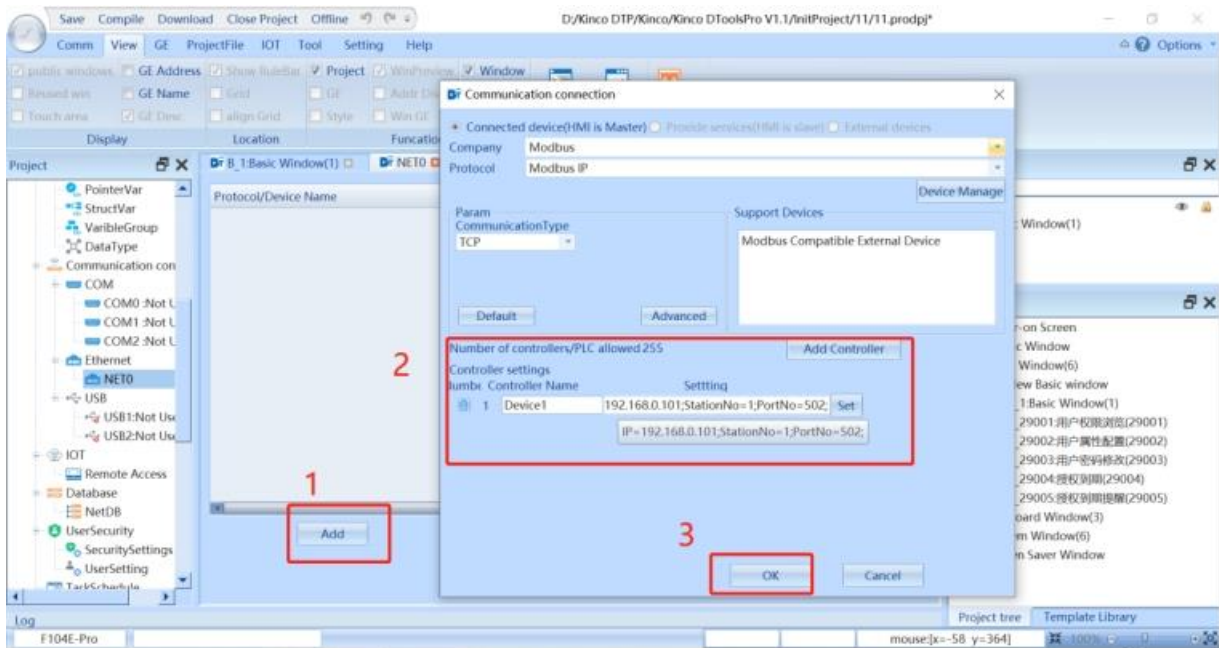 Save Compile Download Close Project Offline D:/Kinco DTP/Kinco/Kinco DToolsPro V1.1/InitProject/11/11.prodpj*
Comm View GE ProjectFile IOT Tool Setting Help Options
public windows GE Address Show RuleBar Project WinPreview Window
GE Name Grid GE
Touch area GE Desc align Grid Style Win GE
Display Location Funcatio
Project
B_1:Basic Window(1) NET0
Protocol/Device Name
PointerVar
StructVar
VaribleGroup
DataType
Communication con
COM
COM0 :Not U
COM1 :Not U
COM2 :Not U
Ethernet
NET0
USB
USB1:Not Use
USB2:Not Use
IOT
Remote Access
Database
NetDB
UserSecurity
SecuritySettings
UserSetting
TaskSchedule
1
Add
2
Communication connection
Connected device(HMI is Master) Provide services(HMI is slave) External devices
Company Modbus
Protocol Modbus IP
Device Manage
Param
CommunicationType
TCP
Support Devices
Modbus Compatible External Device
Default Advanced
Number of controllers/PLC allowed 255 Add Controller
Controller settings
Iumbe Controller Name Settting
1 Device1 192.168.0.101;StationNo=1;PortNo=502; Set
IP=192.168.0.101;StationNo=1;PortNo=502;
3
OK Cancel
Window(1)
r-on Screen
c Window
Window(6)
ew Basic window
_1:Basic Window(1)
_29001:用户权限浏览(29001)
_29002:用户属性配置(29002)
_29003:用户密码修改(29003)
_29004:授权到期(29004)
_29005:授权到期提醒(29005)
oard Window(3)
m Window(6)
n Saver Window
Project tree Template Library
Log
F104E-Pro mouse:[x=-58 y=364] 100%